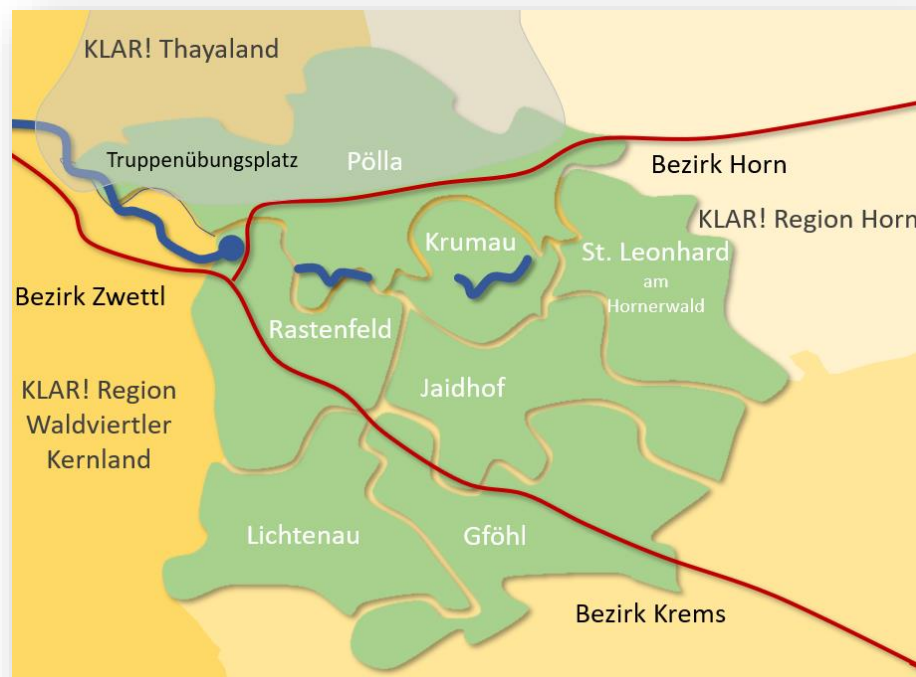 KLAR! Thayaland
Truppenübungsplatz
Pölla
Bezirk Horn
KLAR! Region Horn
Krumau
St. Leonhard
am
Hornerwald
Bezirk Zwettl
Rastenfeld
Jaidhof
KLAR! Region
Waldviertler
Kernland
Lichtenau
Gföhl
Bezirk Krems